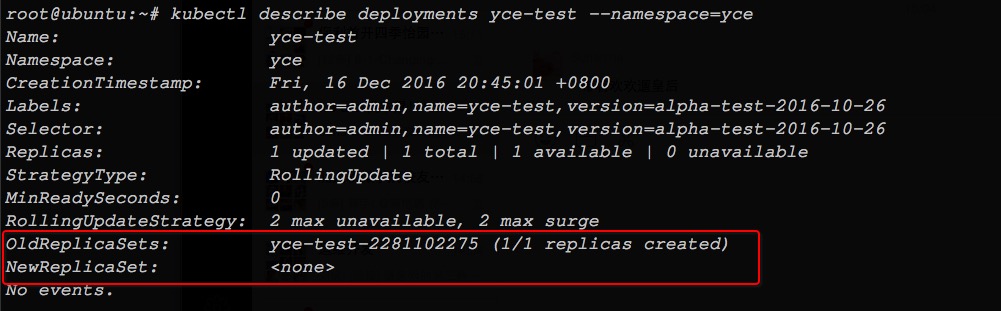 root@ubuntu:~# kubectl describe deployments yce-test --namespace=yce
Name: yce-test
Namespace: yce
CreationTimestamp: Fri, 16 Dec 2016 20:45:01 +0800
Labels: author=admin,name=yce-test,version=alpha-test-2016-10-26
Selector: author=admin,name=yce-test,version=alpha-test-2016-10-26
Replicas: 1 updated | 1 total | 1 available | 0 unavailable
StrategyType: RollingUpdate
MinReadySeconds: 0
RollingUpdateStrategy: 2 max unavailable, 2 max surge
OldReplicaSets: yce-test-2281102275 (1/1 replicas created)
NewReplicaSet: <none>
No events.